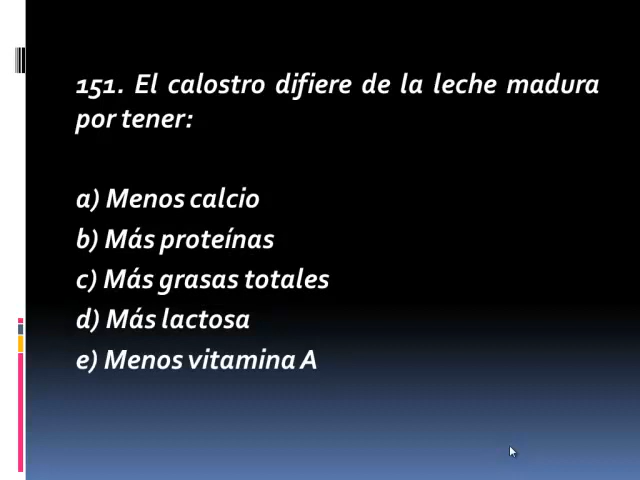 151. El calostro difiere de la leche madura
por tener:
a) Menos calcio
b) Más proteínas
c) Más grasas totales
d) Más lactosa
e) Menos vitamina A